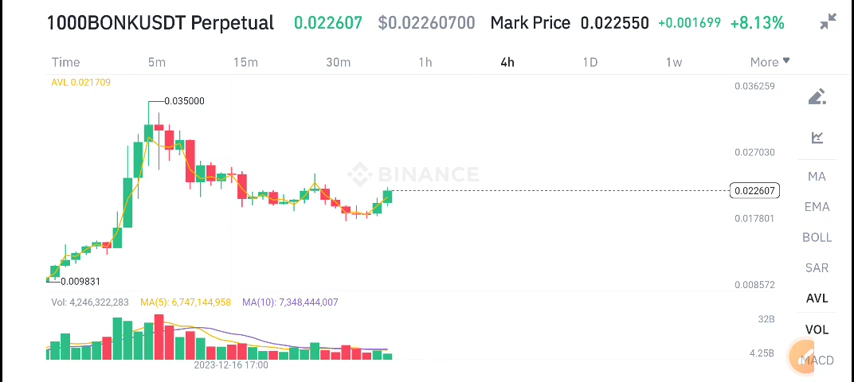 1000BONKUSDT Perpetual 0.022607 $0.02260700 Mark Price 0.022550 +0.001699 +8.13%
Time 5m 15m 30m 1h 4h 1D 1w More
AVL 0.021709
0.036259
0.035000
0.027030
BINANCE
MA
0.022607
EMA
0.017801
BOLL
SAR
0.009831
0.008572
AVL
Vol: 4,246,322,283 MA(5): 6,747,144,958 MA(10): 7,348,444,007
32B
VOL
4.25B
MACD
2023-12-16 17:00